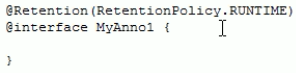 @Retention(RetentionPolicy.RUNTIME)
@interface MyAnno1 {
}